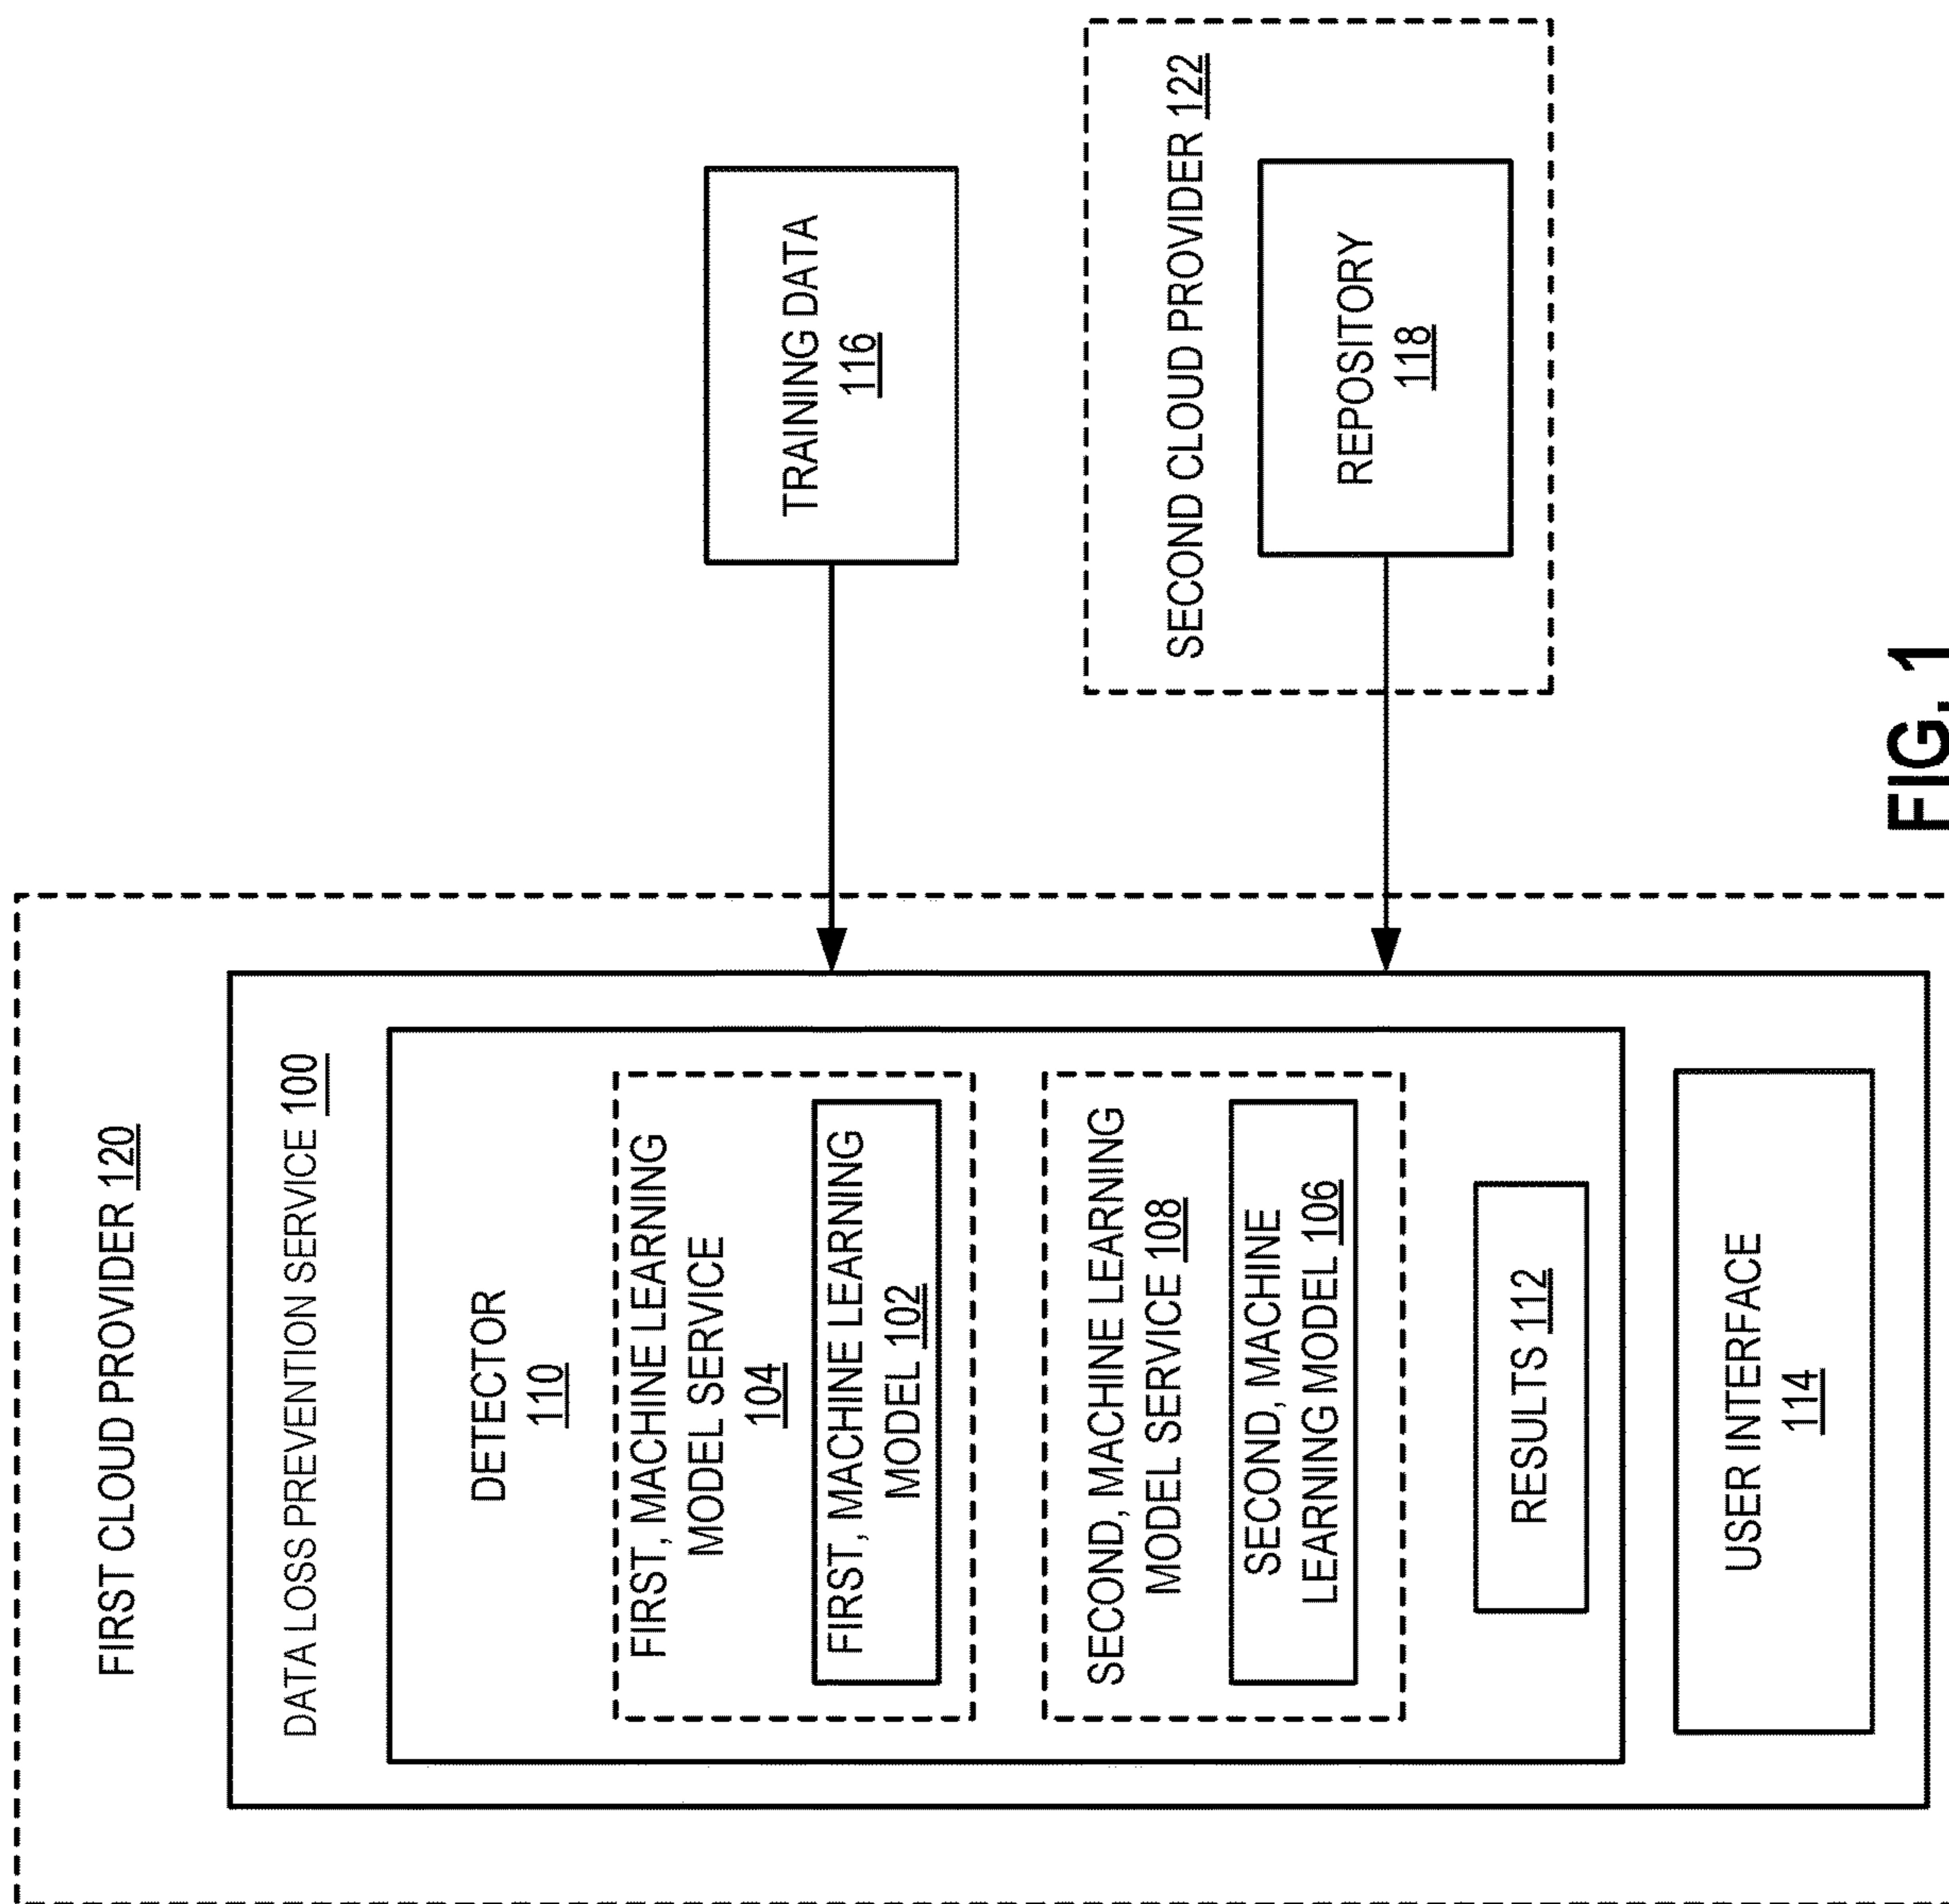 FIRST CLOUD PROVIDER 120
DATA LOSS PREVENTION SERVICE 100
DETECTOR
110
FIRST, MACHINE LEARNING
MODEL SERVICE
104
FIRST, MACHINE LEARNING
MODEL 102
SECOND, MACHINE LEARNING
MODEL SERVICE 108
SECOND, MACHINE
LEARNING MODEL 106
RESULTS 112
USER INTERFACE
114
TRAINING DATA
116
SECOND CLOUD PROVIDER 122
REPOSITORY
118
FIG. 1